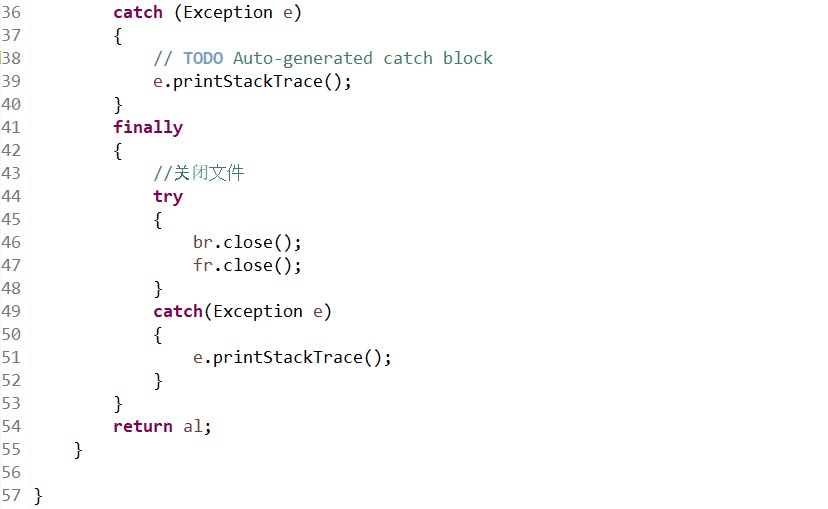 36         catch (Exception e)
37         {
38             // TODO Auto-generated catch block
39             e.printStackTrace();
40         }
41         finally
42         {
43             //关闭文件
44             try
45             {
46                 br.close();
47                 fr.close();
48             }
49             catch(Exception e)
50             {
51                 e.printStackTrace();
52             }
53         }
54         return al;
55     }
56
57 }